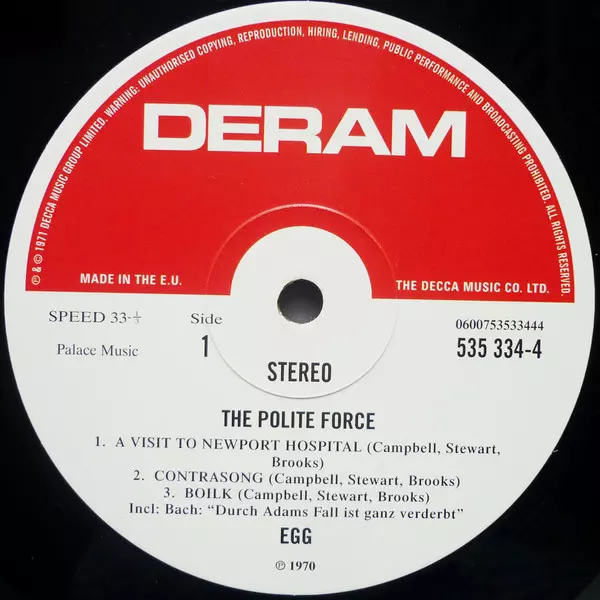 ℗ & © 1971 DECCA MUSIC GROUP LIMITED. WARNING: UNAUTHORISED COPYING, REPRODUCTION, HIRING, LENDING, PUBLIC PERFORMANCE AND BROADCASTING PROHIBITED. ALL RIGHTS RESERVED.
DERAM
MADE IN THE E.U.
THE DECCA MUSIC CO. LTD.
SPEED 33-⅓
Side
0600753533444
Palace Music
1
535 334-4
STEREO
THE POLITE FORCE
1. A VISIT TO NEWPORT HOSPITAL (Campbell, Stewart,
Brooks)
2. CONTRASONG (Campbell, Stewart, Brooks)
3. BOILK (Campbell, Stewart, Brooks)
Incl: Bach: “Durch Adams Fall ist ganz verderbt”
EGG
℗ 1970